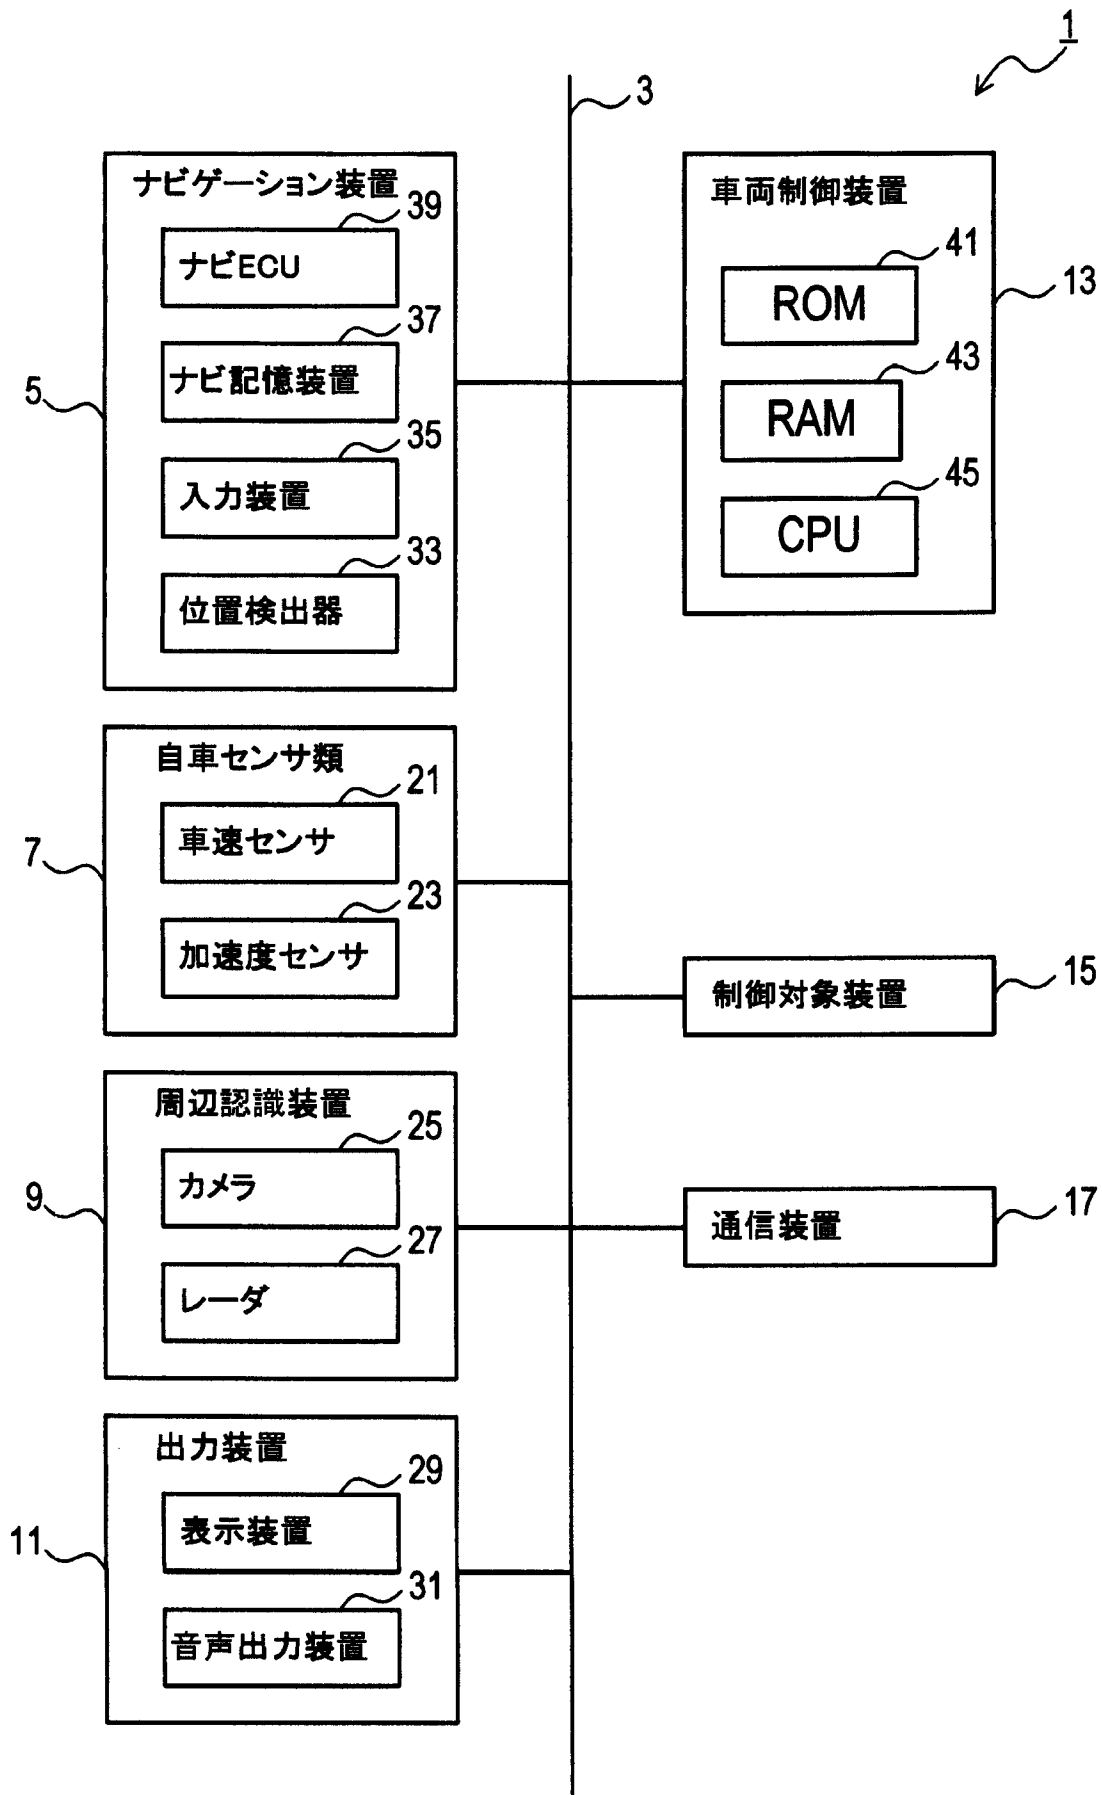 1
3
ナビゲーション装置
39
ナビECU
37
ナビ記憶装置
35
入力装置
33
位置検出器
5
車両制御装置
41
ROM
43
RAM
45
CPU
13
自車センサ類
21
車速センサ
23
加速度センサ
7
制御対象装置
15
周辺認識装置
25
カメラ
27
レーダ
9
通信装置
17
出力装置
29
表示装置
31
音声出力装置
11